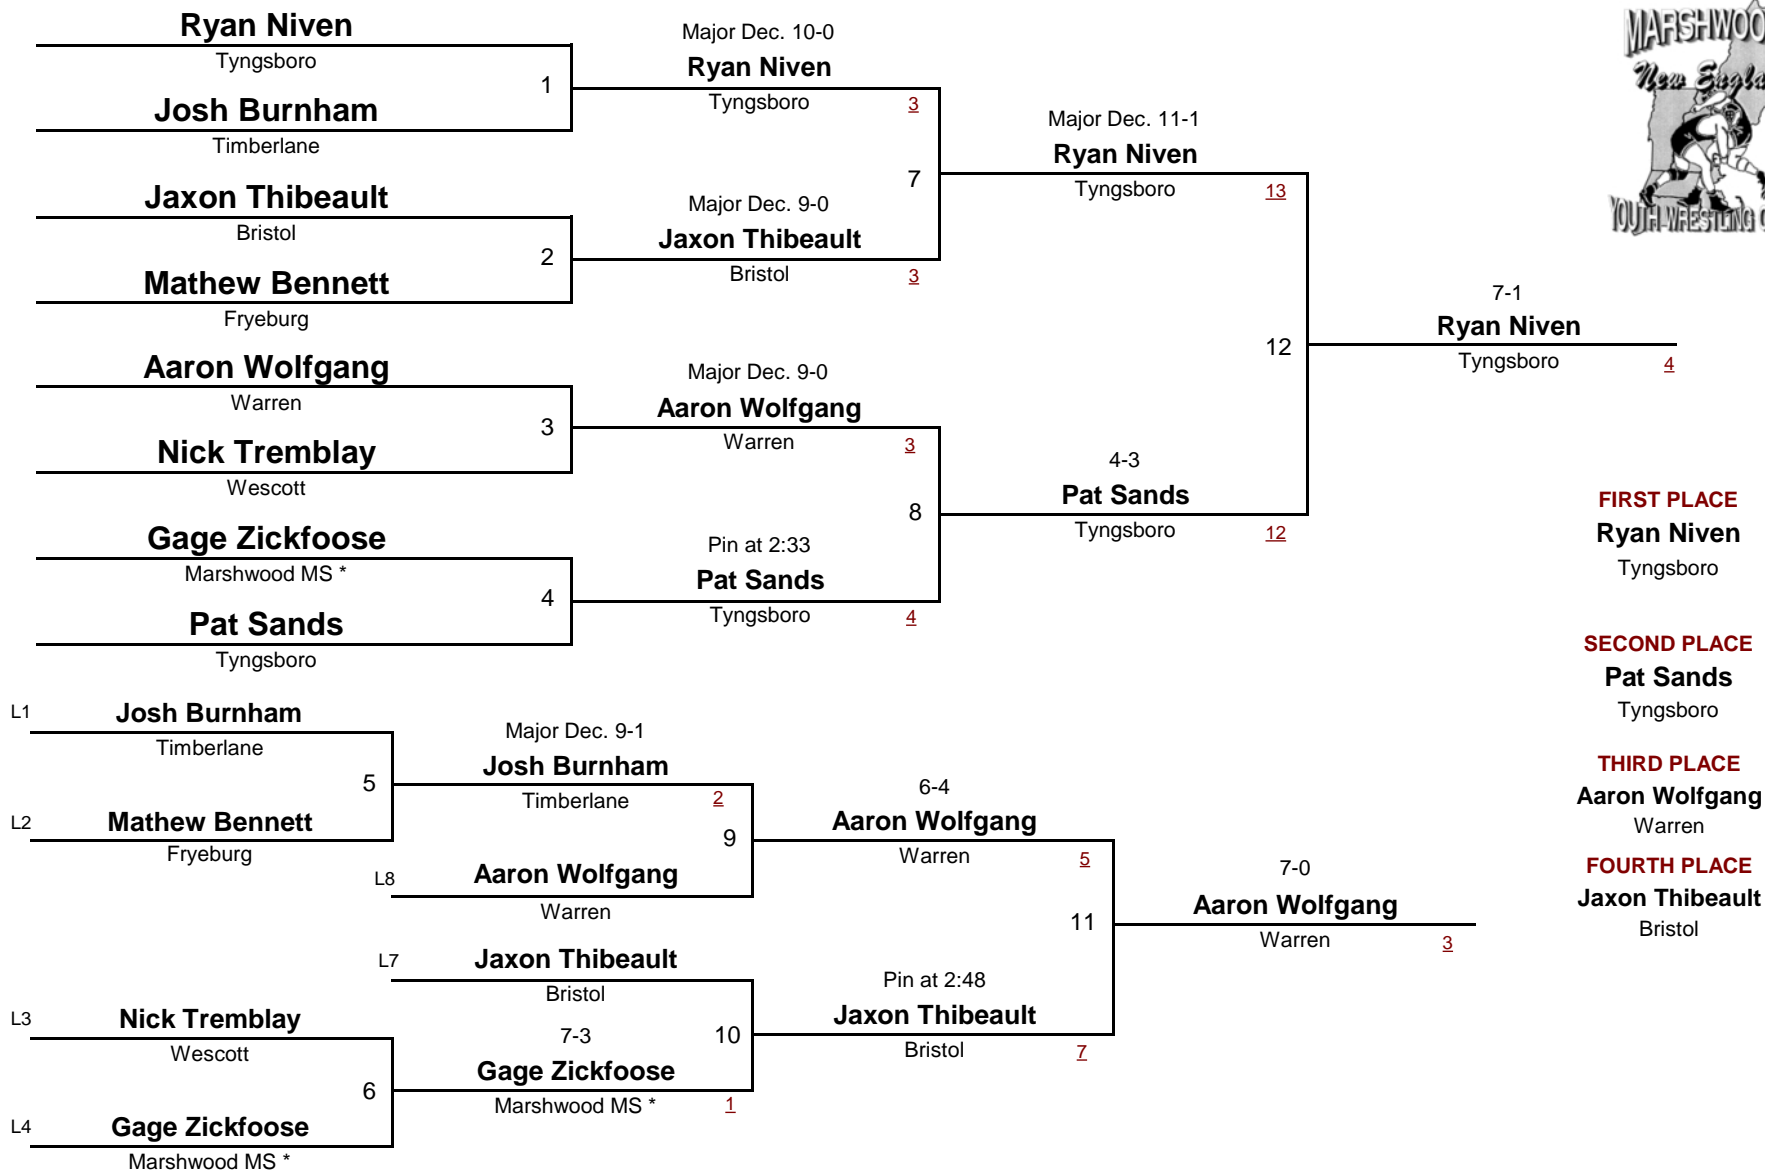 Ryan Niven
Tyngsboro
1
Josh Burnham
Timberlane
Jaxon Thibeault
Bristol
2
Mathew Bennett
Fryeburg
Aaron Wolfgang
Warren
3
Nick Tremblay
Wescott
Gage Zickfoose
Marshwood MS *
4
Pat Sands
Tyngsboro
Major Dec. 10-0
Ryan Niven
Tyngsboro 3
7
Major Dec. 9-0
Jaxon Thibeault
Bristol 3
Major Dec. 9-0
Aaron Wolfgang
Warren 3
8
Pin at 2:33
Pat Sands
Tyngsboro 4
Major Dec. 11-1
Ryan Niven
Tyngsboro 13
12
4-3
Pat Sands
Tyngsboro 12
7-1
Ryan Niven
Tyngsboro 4
New
YOUTH WRESTLING
FIRST PLACE
Ryan Niven
Tyngsboro
SECOND PLACE
Pat Sands
Tyngsboro
THIRD PLACE
Aaron Wolfgang
Warren
FOURTH PLACE
Jaxon Thibeault
Bristol
L1 Josh Burnham
Timberlane
5
L2 Mathew Bennett
Fryeburg
Major Dec. 9-1
Josh Burnham
Timberlane 2
9
L8 Aaron Wolfgang
Warren
L7 Jaxon Thibeault
Bristol
10
7-3
Gage Zickfoose
Marshwood MS * 1
L3 Nick Tremblay
Wescott
6
L4 Gage Zickfoose
Marshwood MS *
6-4
Aaron Wolfgang
Warren 5
11
Pin at 2:48
Jaxon Thibeault
Bristol 7
7-0
Aaron Wolfgang
Warren 3